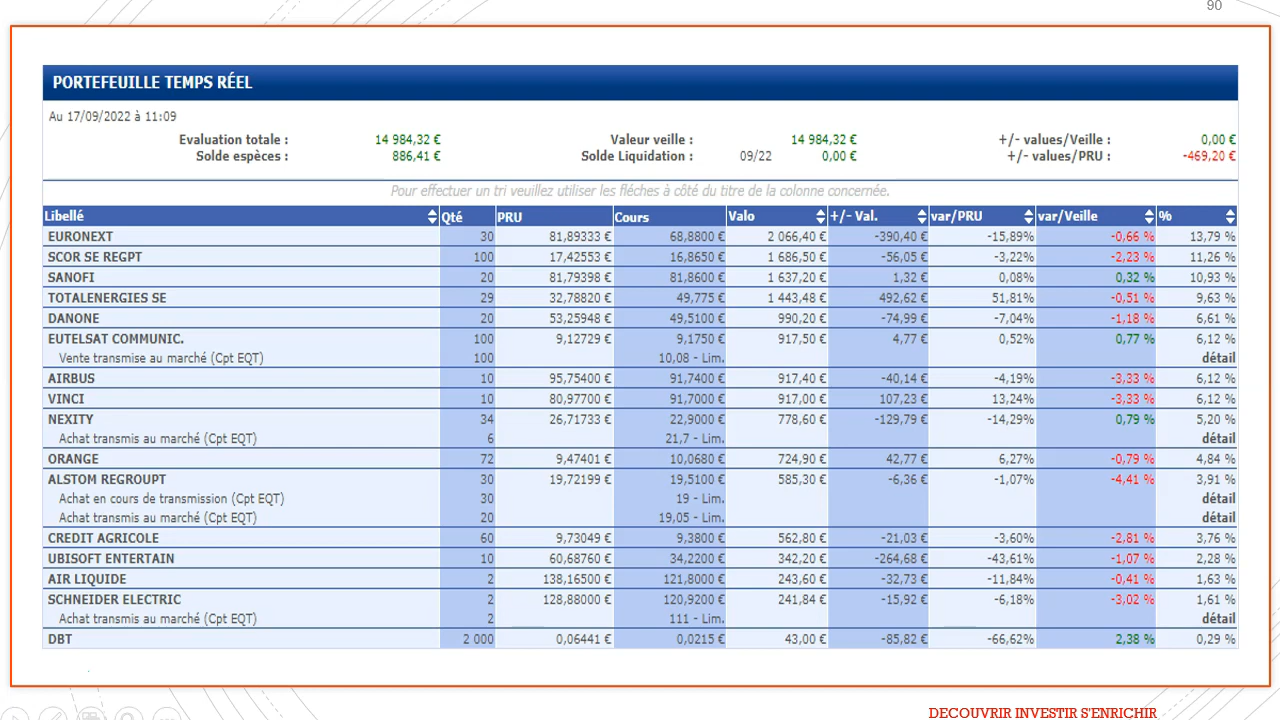 90
PORTEFEUILLE TEMPS RÉEL
Au 17/09/2022 à 11:09
Evaluation totale : 14 984,32 € Valeur veille : 14 984,32 € +/- values/Veille : 0,00 €
Solde espèces : 886,41 € Solde Liquidation : 09/22 0,00 € +/- values/PRU : -469,20 €
Pour effectuer un tri veuillez utiliser les fléches à côté du titre de la colonne concernée.
Libellé Qté PRU Cours Valo +/- Val. var/PRU var/Veille %
EURONEXT 30 81,89333 € 68,8800 € 2 066,40 € -390,40 € -15,89% -0,66 % 13,79 %
SCOR SE REGPT 100 17,42553 € 16,8650 € 1 686,50 € -56,05 € -3,22% -2,23 % 11,26 %
SANOFI 20 81,79398 € 81,8600 € 1 637,20 € 1,32 € 0,08% 0,32 % 10,93 %
TOTALENERGIES SE 29 32,78820 € 49,775 € 1 443,48 € 492,62 € 51,81% -0,51 % 9,63 %
DANONE 20 53,25948 € 49,5100 € 990,20 € -74,99 € -7,04% -1,18 % 6,61 %
EUTELSAT COMMUNIC. 100 9,12729 € 9,1750 € 917,50 € 4,77 € 0,52% 0,77 % 6,12 %
Vente transmise au marché (Cpt EQT) 100 10,08 - Lim. détail
AIRBUS 10 95,75400 € 91,7400 € 917,40 € -40,14 € -4,19% -3,33 % 6,12 %
VINCI 10 80,97700 € 91,7000 € 917,00 € 107,23 € 13,24% -3,33 % 6,12 %
NEXITY 34 26,71733 € 22,9000 € 778,60 € -129,79 € -14,29% 0,79 % 5,20 %
Achat transmis au marché (Cpt EQT) 6 21,7 - Lim. détail
ORANGE 72 9,47401 € 10,0680 € 724,90 € 42,77 € 6,27% -0,79 % 4,84 %
ALSTOM REGROUPT 30 19,72199 € 19,5100 € 585,30 € -6,36 € -1,07% -4,41 % 3,91 %
Achat en cours de transmission (Cpt EQT) 30 19 - Lim. détail
Achat transmis au marché (Cpt EQT) 20 19,05 - Lim. détail
CREDIT AGRICOLE 60 9,73049 € 9,3800 € 562,80 € -21,03 € -3,60% -2,81 % 3,76 %
UBISOFT ENTERTAIN 10 60,68760 € 34,2200 € 342,20 € -264,68 € -43,61% -1,07 % 2,28 %
AIR LIQUIDE 2 138,16500 € 121,8000 € 243,60 € -32,73 € -11,84% -0,41 % 1,63 %
SCHNEIDER ELECTRIC 2 128,88000 € 120,9200 € 241,84 € -15,92 € -6,18% -3,02 % 1,61 %
Achat transmis au marché (Cpt EQT) 2 111 - Lim. détail
DBT 2 000 0,06441 € 0,0215 € 43,00 € -85,82 € -66,62% 2,38 % 0,29 %
DECOUVRIR INVESTIR S'ENRICHIR